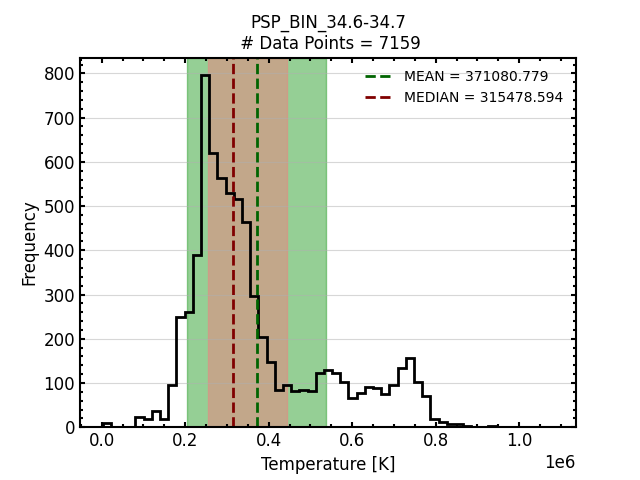 PSP_BIN_34.6-34.7
# Data Points = 7159
MEAN = 371080.779
MEDIAN = 315478.594
Frequency
800
700
600
500
400
300
200
100
0
0.0 0.2 0.4 0.6 0.8 1.0
1e6
Temperature [K]